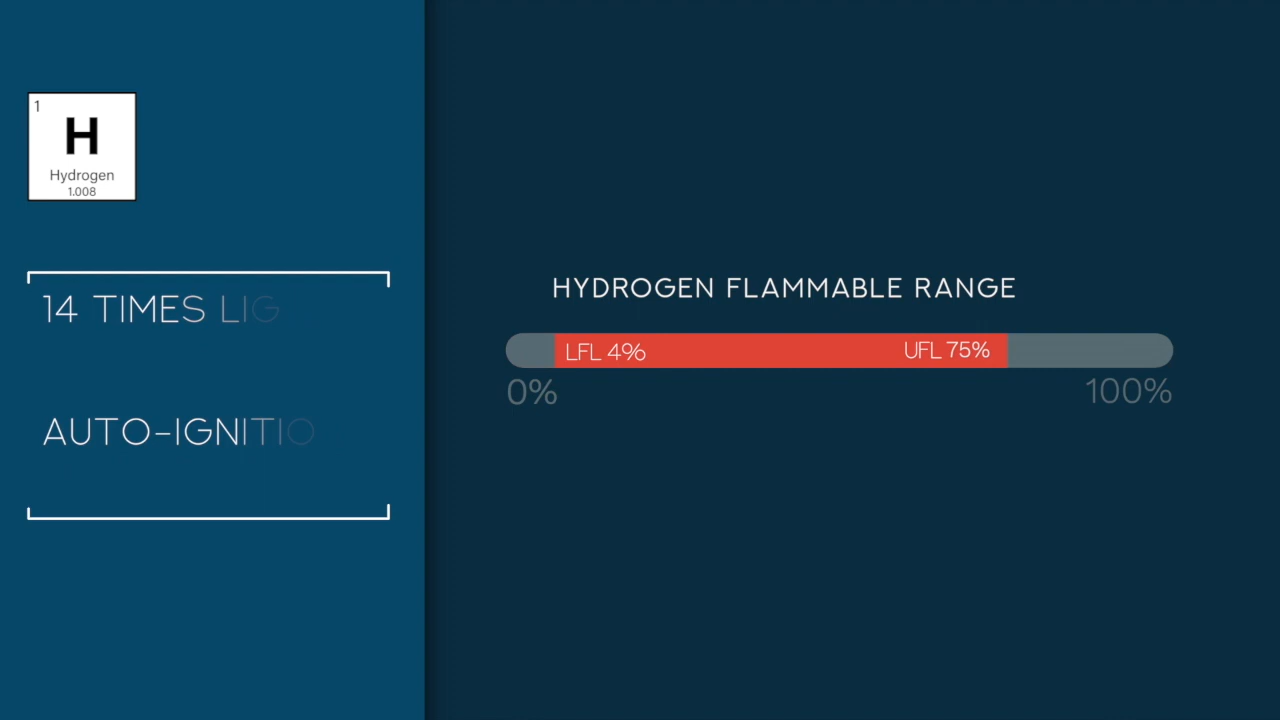 1
H
Hydrogen
1.008
14 TIMES LIG
AUTO-IGNITIO
HYDROGEN FLAMMABLE RANGE
LFL 4% UFL 75%
0% 100%